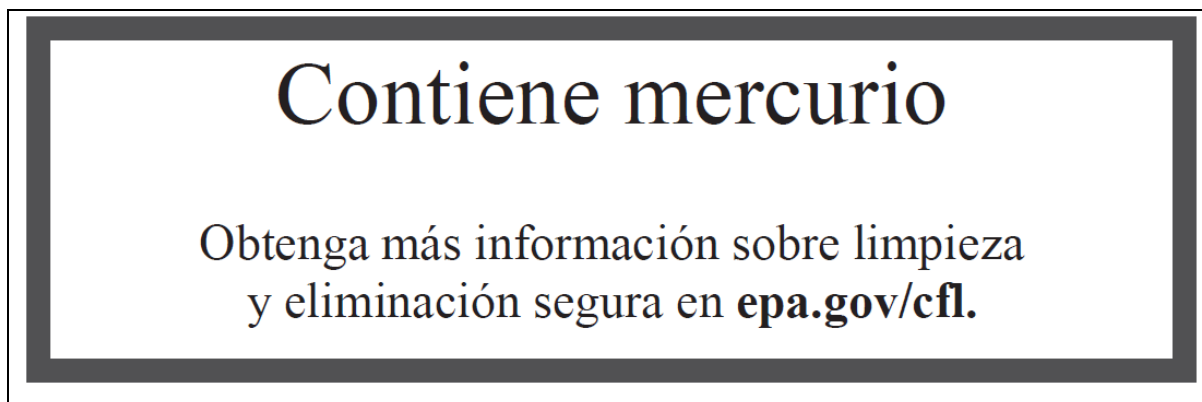 Contiene mercurio
Obtenga más información sobre limpieza
y eliminación segura en epa.gov/cfl.